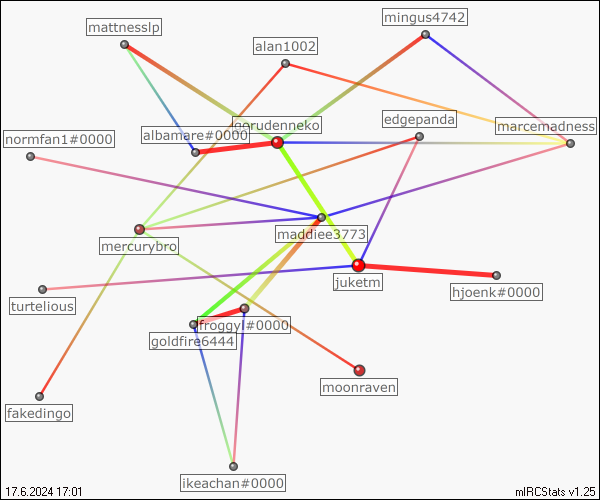 mingus4742
mattnesslp
alan1002
edgepanda
marcemadness
albamare#0000
normfan1#0000
maddiee3773
mercurybro
juketm
hjoenk#0000
turtelious
froggyl#0000
goldfire6444
moonraven
fakedingo
ikeachan#0000
17.6.2024 17:01
mIRCStats v1.25